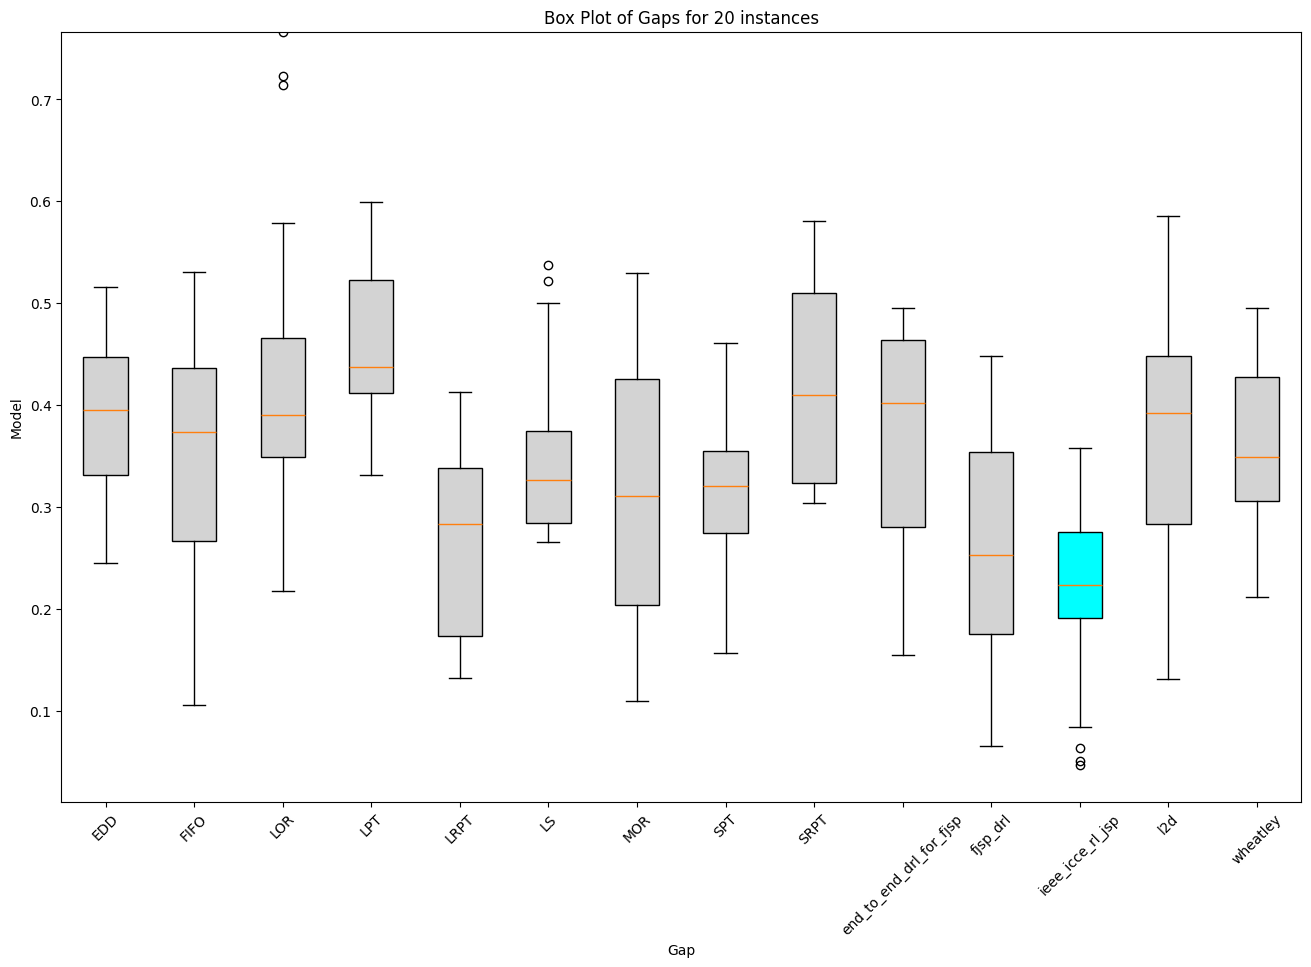 Box Plot of Gaps for 20 instances
Model
0.7
0.6
0.5
0.4
0.3
0.2
0.1
EDD
FIFO
LOR
LPT
LRPT
LS
MOR
SPT
SRPT
end_to_end_drl_for_fjsp
fjsp_drl
ieee_icce_rl_jsp
l2d
wheatley
Gap